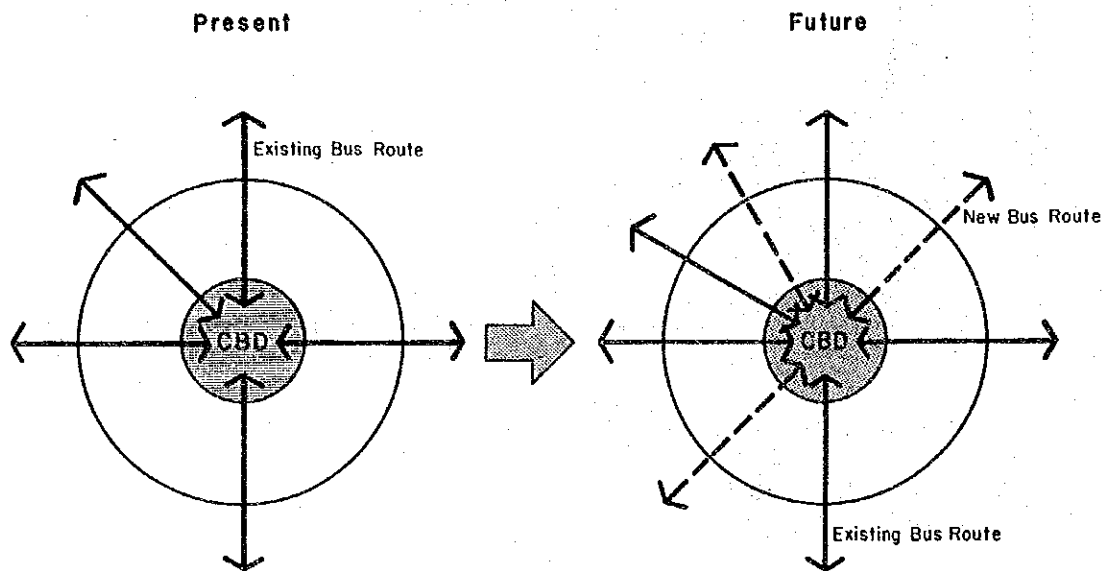 Present
Future
Existing Bus Route
New Bus Route
CBD
CBD
Existing Bus Route